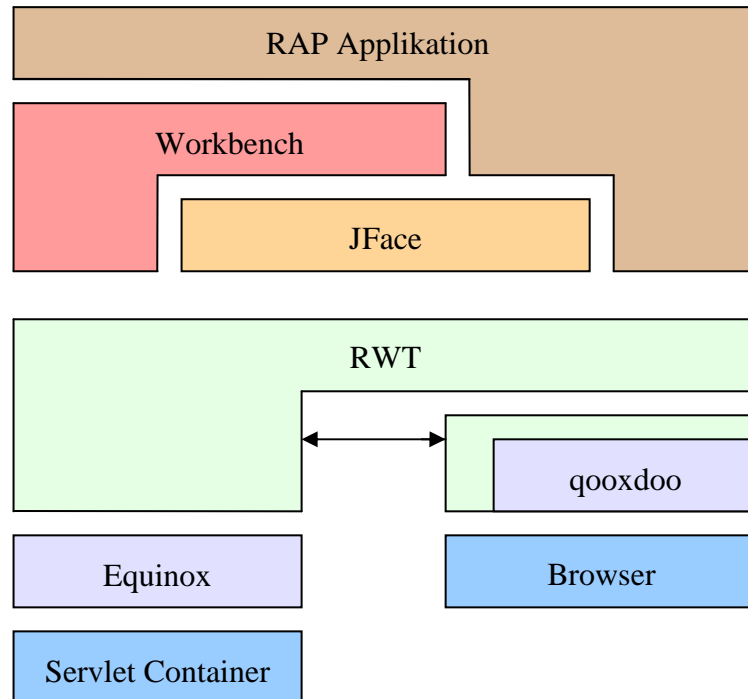 RAP Applikation
Workbench
JFace
RWT
qooxdoo
Equinox
Browser
Servlet Container